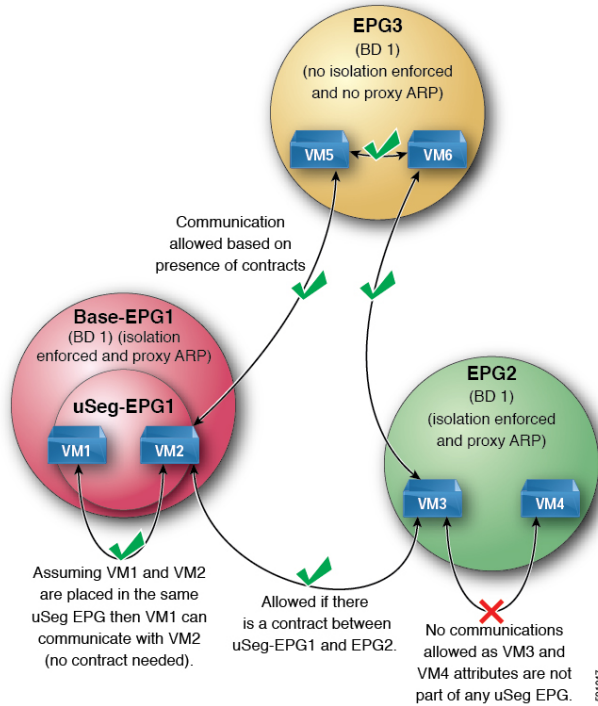 EPG3
(BD 1)
(no isolation enforced
and no proxy ARP)
VM5
VM6
Communication
allowed based on
presence of contracts
Base-EPG1
(BD 1) (isolation
enforced and proxy ARP)
uSeg-EPG1
VM1
VM2
EPG2
(BD 1)
(isolation enforced
and proxy ARP)
VM3
VM4
Assuming VM1 and VM2
are placed in the same
uSeg EPG then VM1 can
communicate with VM2
(no contract needed).
Allowed if there
is a contract between
uSeg-EPG1 and EPG2.
No communications
allowed as VM3 and
VM4 attributes are not
part of any uSeg EPG.